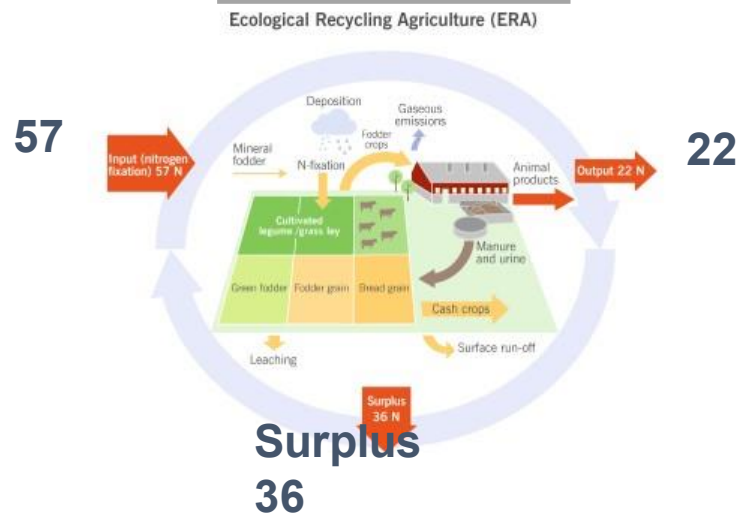 Ecological Recycling Agriculture (ERA)
57
Input (nitrogen
fixation) 57 N
Deposition
Gaseous
emissions
Mineral
fodder
N-fixation
Fodder
crops
Animal
products
Output 22 N
22
Cultivated
legume /grass ley
Manure
and urine
Green fodder
Fodder grain
Bread grain
Cash crops
Leaching
Surface run-off
Surplus
36 N
Surplus
36